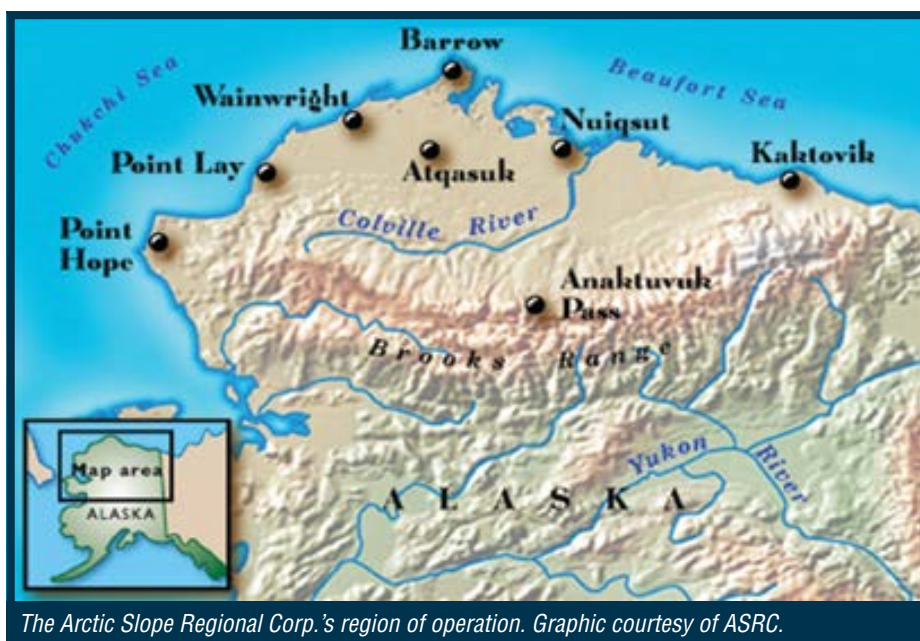 Barrow
Beaufort Sea
Chukchi Sea
Wainwright
Nuiqsut
Kaktovik
Point Lay
Atqasuk
Colville River
Point
Hope
Anaktuvuk
Pass
Brooks Range
Yukon River
ALASKA
Map area
ALASKA
The Arctic Slope Regional Corp.'s region of operation. Graphic courtesy of ASRC.